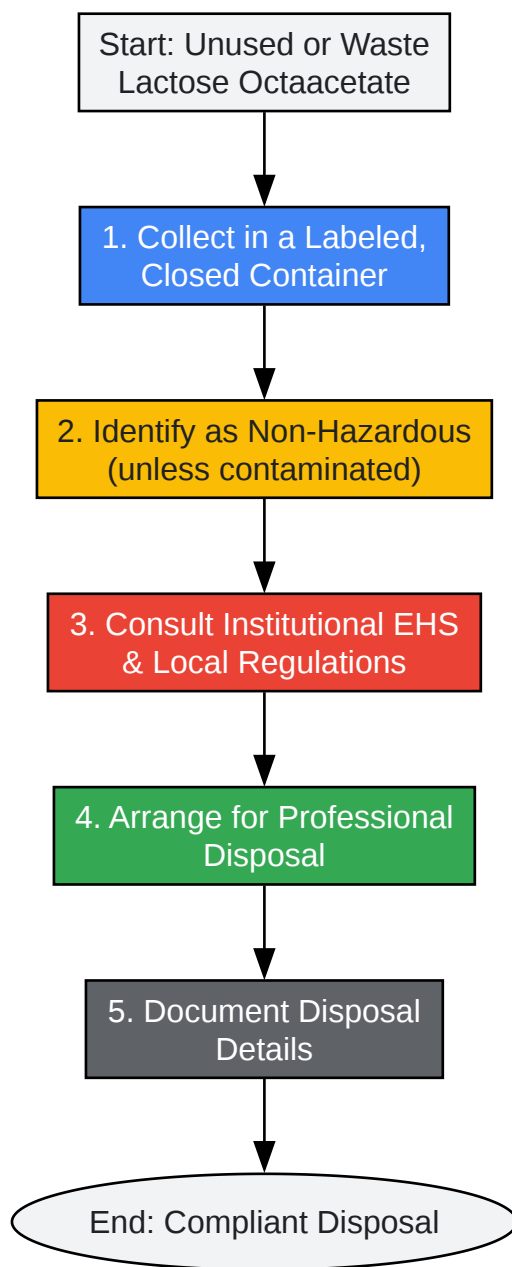 Start: Unused or Waste
Lactose Octaacetate
1. Collect in a Labeled,
Closed Container
2. Identify as Non-Hazardous
(unless contaminated)
3. Consult Institutional EHS
& Local Regulations
4. Arrange for Professional
Disposal
5. Document Disposal
Details
End: Compliant Disposal